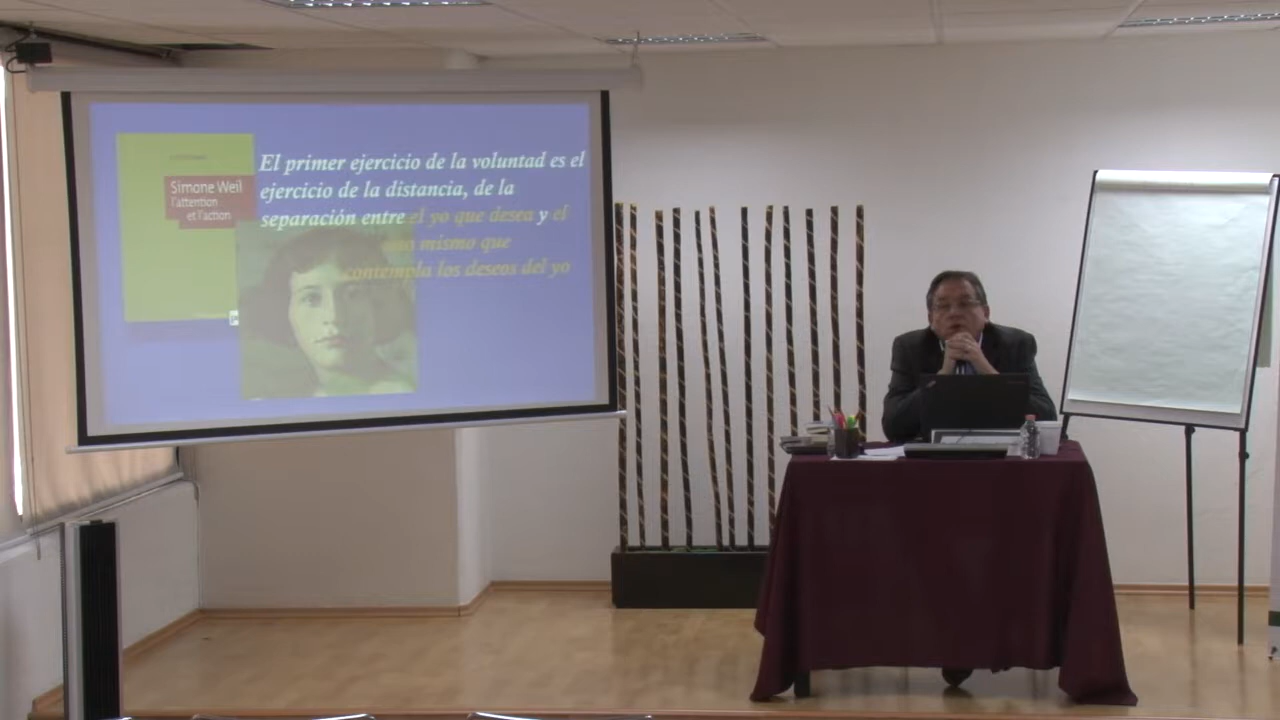 Simone Weil
l'attention
et l'action
El primer ejercicio de la voluntad es el
ejercicio de la distancia, de la
separación entre el yo que desea y el
mismo que
contempla los deseos del yo